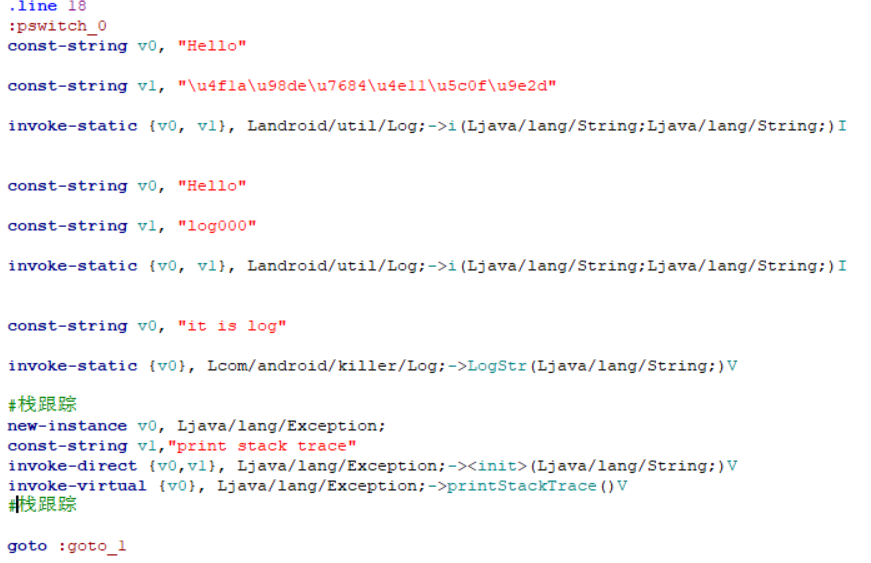 .line 18
:pswitch_0
const-string v0, "Hello"
const-string v1, "\u4f1a\u98de\u7684\u4e11\u5c0f\u9e2d"
invoke-static {v0, v1}, Landroid/util/Log;->i(Ljava/lang/String;Ljava/lang/String;)I
const-string v0, "Hello"
const-string v1, "log000"
invoke-static {v0, v1}, Landroid/util/Log;->i(Ljava/lang/String;Ljava/lang/String;)I
const-string v0, "it is log"
invoke-static {v0}, Lcom/android/killer/Log;->LogStr(Ljava/lang/String;)V
#栈跟踪
new-instance v0, Ljava/lang/Exception;
const-string v1,"print stack trace"
invoke-direct {v0,v1}, Ljava/lang/Exception;-><init>(Ljava/lang/String;)V
invoke-virtual {v0}, Ljava/lang/Exception;->printStackTrace()V
#栈跟踪
goto :goto_1